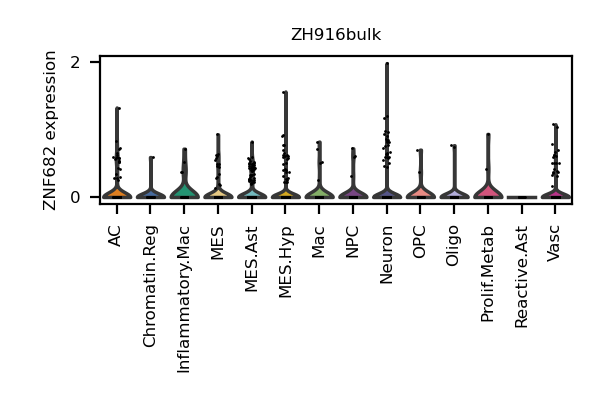 ZH916bulk
ZNF682 expression
2
0
AC
Chromatin.Reg
Inflammatory.Mac
MES
MES.Ast
MES.Hyp
Mac
NPC
Neuron
OPC
Oligo
Prolif.Metab
Reactive.Ast
Vasc